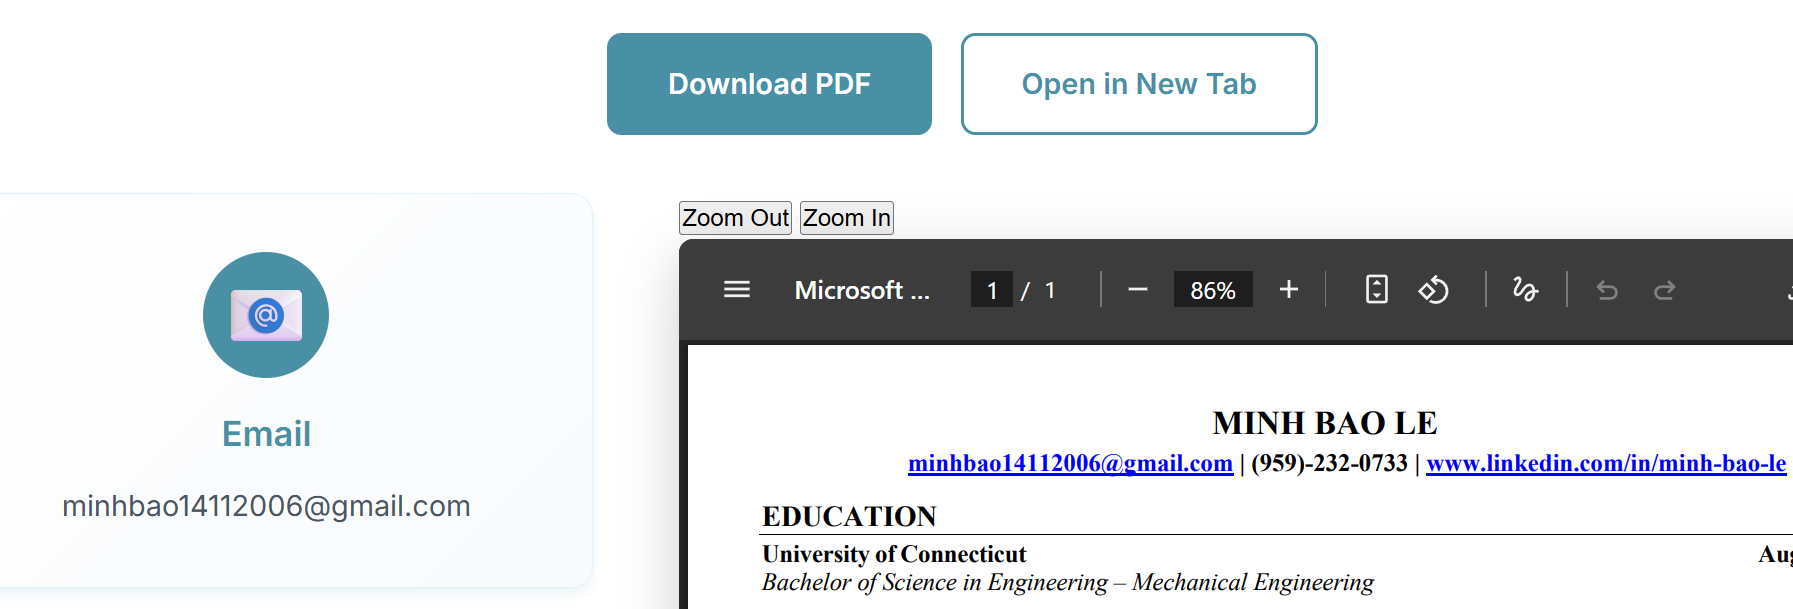 Download PDF
Open in New Tab
Email
minhbao14112006@gmail.com
Zoom Out Zoom In
Microsoft ... 1 / 1 86%
MINH BAO LE
minhbao14112006@gmail.com | (959)-232-0733 | www.linkedin.com/in/minh-bao-le
EDUCATION
University of Connecticut
Bachelor of Science in Engineering – Mechanical Engineering